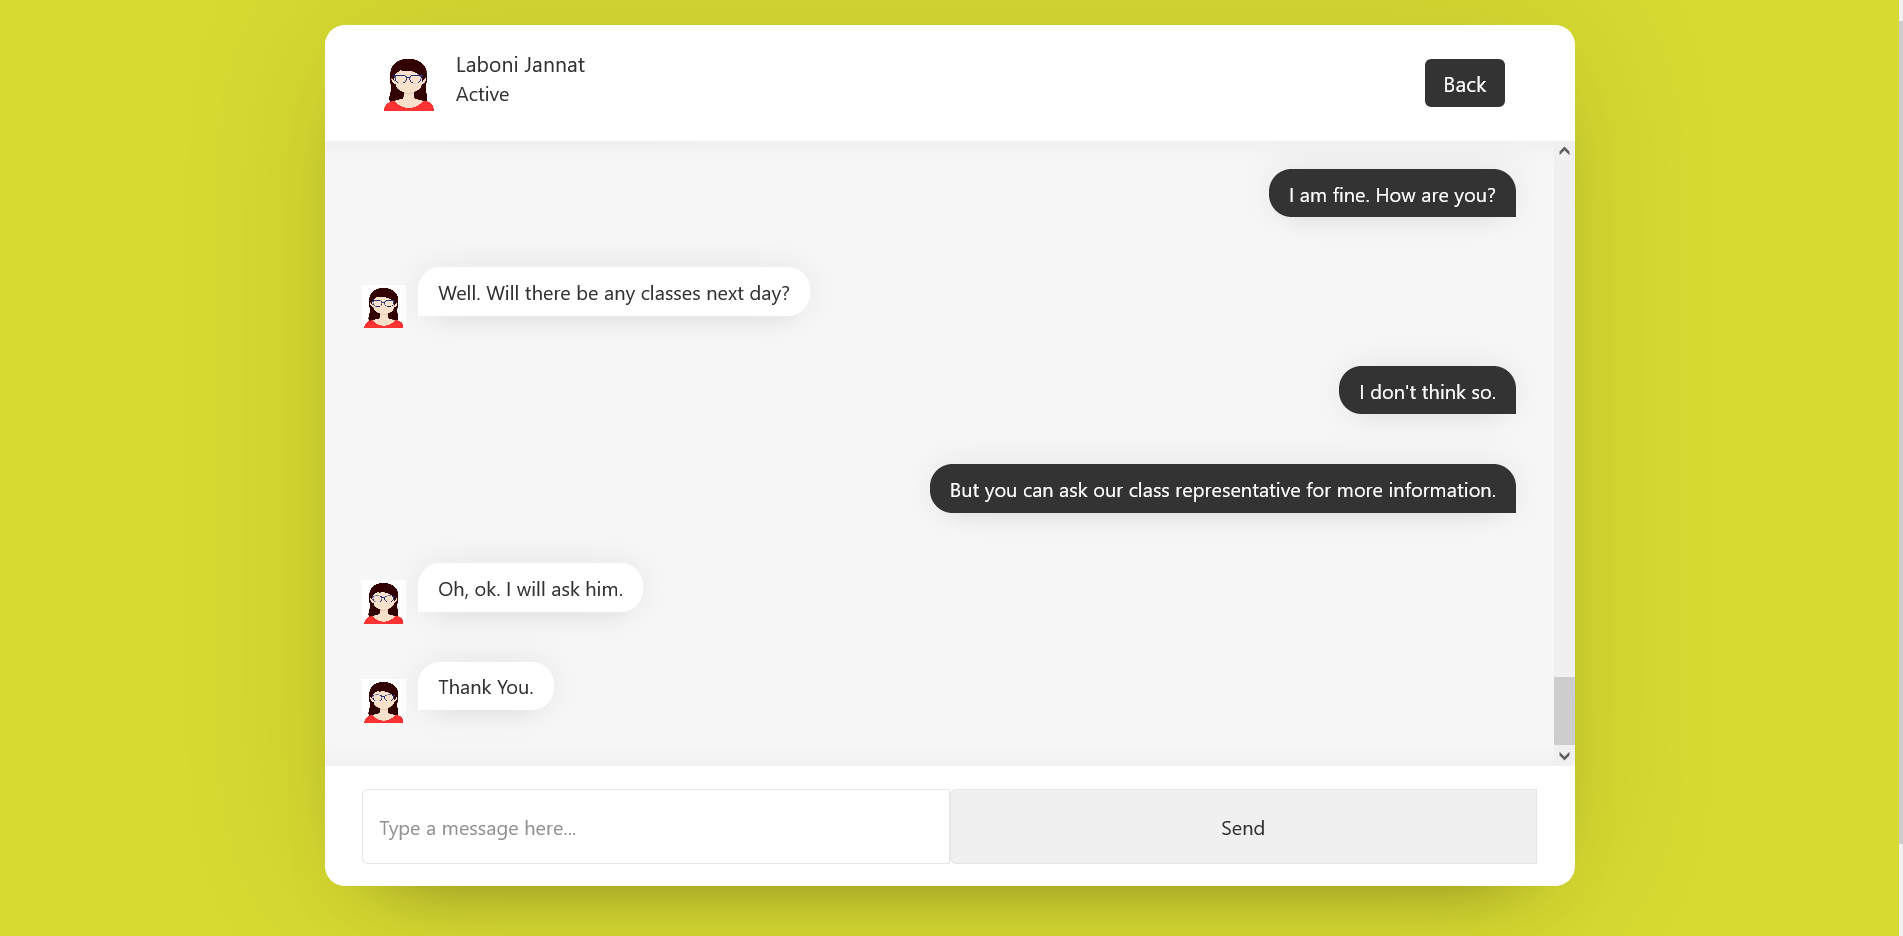 Laboni Jannat
Active
Back
I am fine. How are you?
Well. Will there be any classes next day?
I don't think so.
But you can ask our class representative for more information.
Oh, ok. I will ask him.
Thank You.
Type a message here...
Send